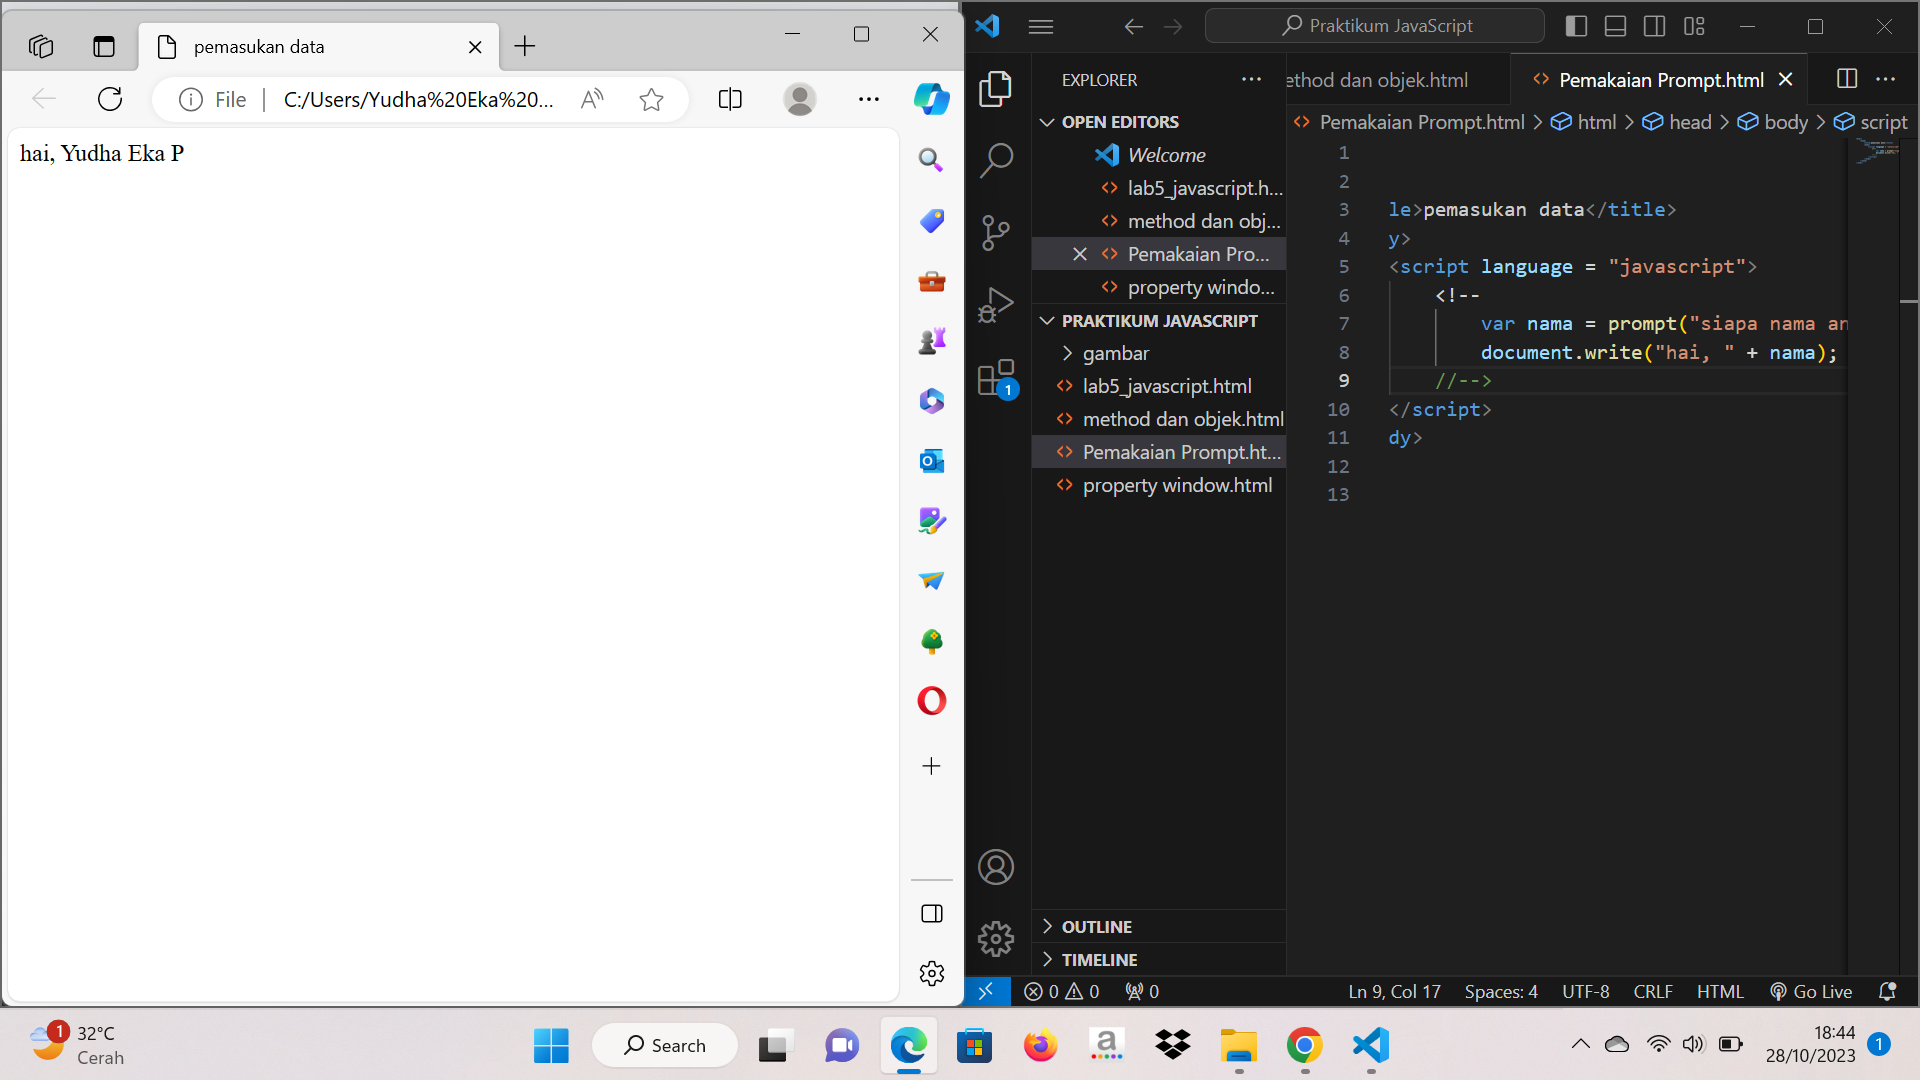 pemasukan data
File
C:/Users/Yudha%20Eka%20...
hai, Yudha Eka P
Praktikum JavaScript
EXPLORER
ethod dan objek.html
Pemakaian Prompt.html
Pemakaian Prompt.html > html > head > body > script
OPEN EDITORS
Welcome
lab5_javascript.h...
method dan obj...
Pemakaian Pro...
property windo...
PRAKTIKUM JAVASCRIPT
gambar
lab5_javascript.html
method dan objek.html
Pemakaian Prompt.ht...
property window.html
OUTLINE
TIMELINE
1
1
2
3 le>pemasukan data</title>
4 y>
5 <script language = "javascript">
6 <!--
7 var nama = prompt("siapa nama an
8 document.write("hai, " + nama);
9 //-->
10 </script>
11 dy>
12
13
0 0 0
Ln 9, Col 17 Spaces: 4 UTF-8 CRLF HTML Go Live
1
32°C
Cerah
Search
18:44
28/10/2023
1